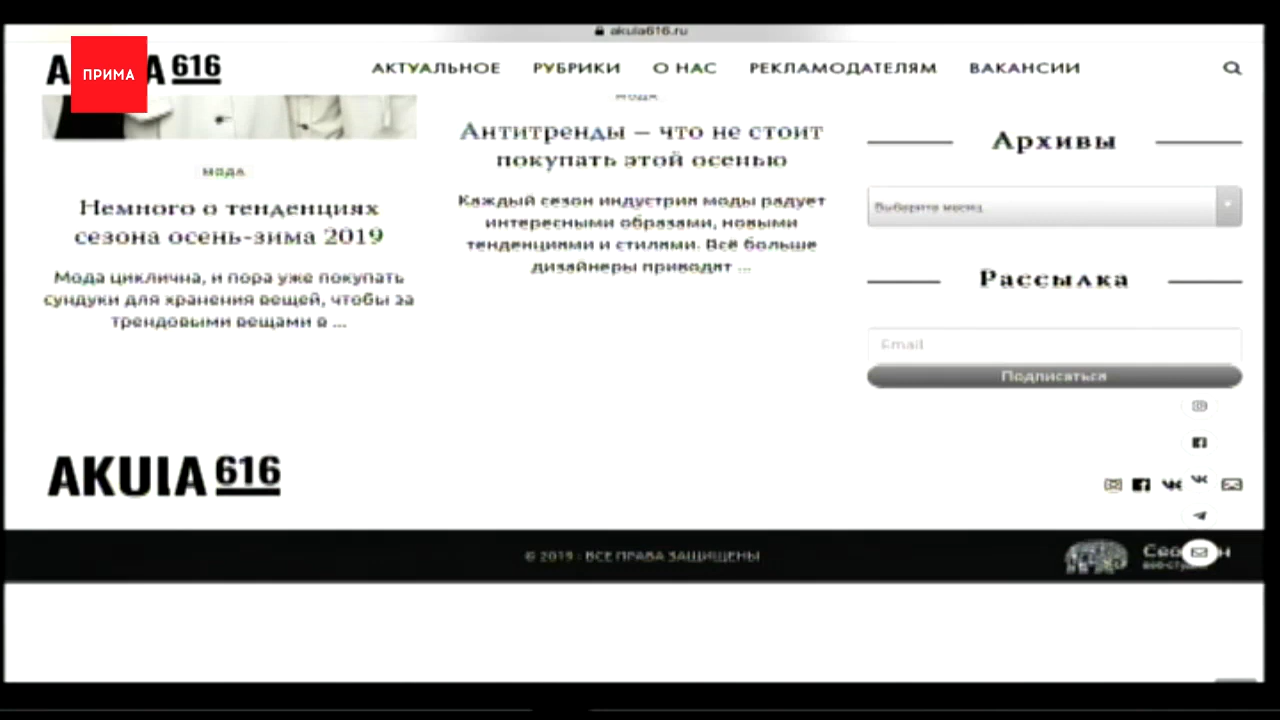 akula616.ru
ПРИМА
616
АКТУАЛЬНОЕ РУБРИКИ О НАС РЕКЛАМОДАТЕЛЯМ ВАКАНСИИ
МОДА
Немного о тенденциях
сезона осень-зима 2019
Мода циклична, и пора уже покупать
сундуки для хранения вещей, чтобы за
трендовыми вещами в ...
МОДА
Антитренды — что не стоит
покупать этой осенью
Каждый сезон индустрия моды радует
интересными образами, новыми
тенденциями и стилями. Всё больше
дизайнеры приводят ...
Архивы
Выберите месяц
Рассылка
Email
Подписаться
AKUlA 616
© 2019 : ВСЕ ПРАВА ЗАЩИЩЕНЫ